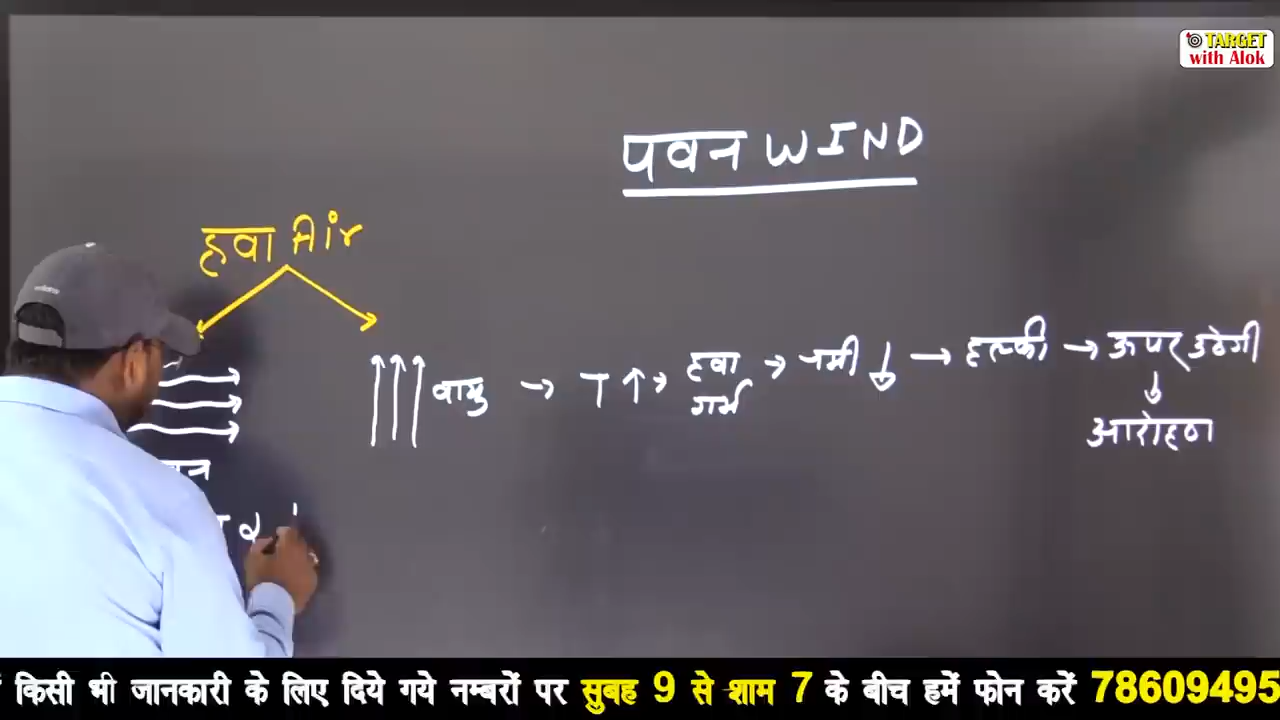 TARGET
with Alok
पवन WIND
हवा Air
वायु → T ↑ → हवा गर्म → नमी ↓ → हल्की → ऊपर उठेगी
↓
आरोहण
किसी भी जानकारी के लिए दिये गये नम्बरों पर सुबह 9 से शाम 7 के बीच हमें फोन करें 78609495